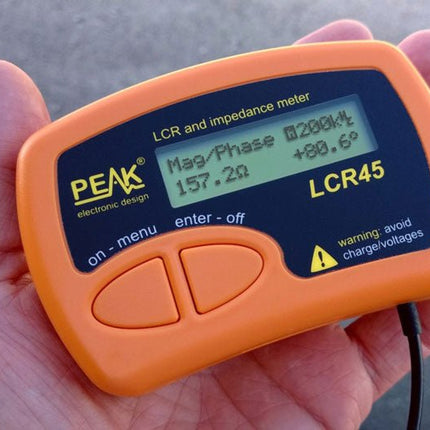 LCR and impedance meter
Mag/Phase 200kHz
157.2Ω +80.6°
PEAK®
electronic design
LCR45
on - menu enter - off
warning: avoid
charge/voltages